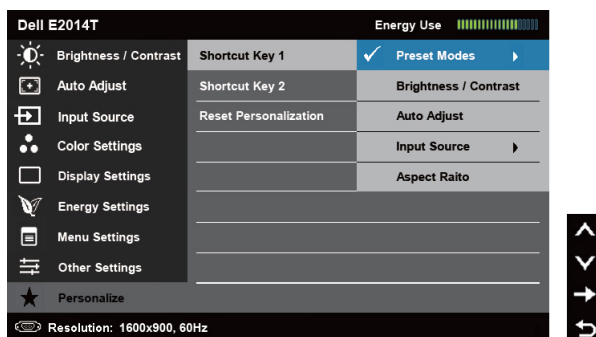 Dell E2014T
Energy Use
Brightness / Contrast
Auto Adjust
Input Source
Color Settings
Display Settings
Energy Settings
Menu Settings
Other Settings
Personalize
Shortcut Key 1
Shortcut Key 2
Reset Personalization
Preset Modes
Brightness / Contrast
Auto Adjust
Input Source
Aspect Raito
Resolution: 1600x900, 60Hz